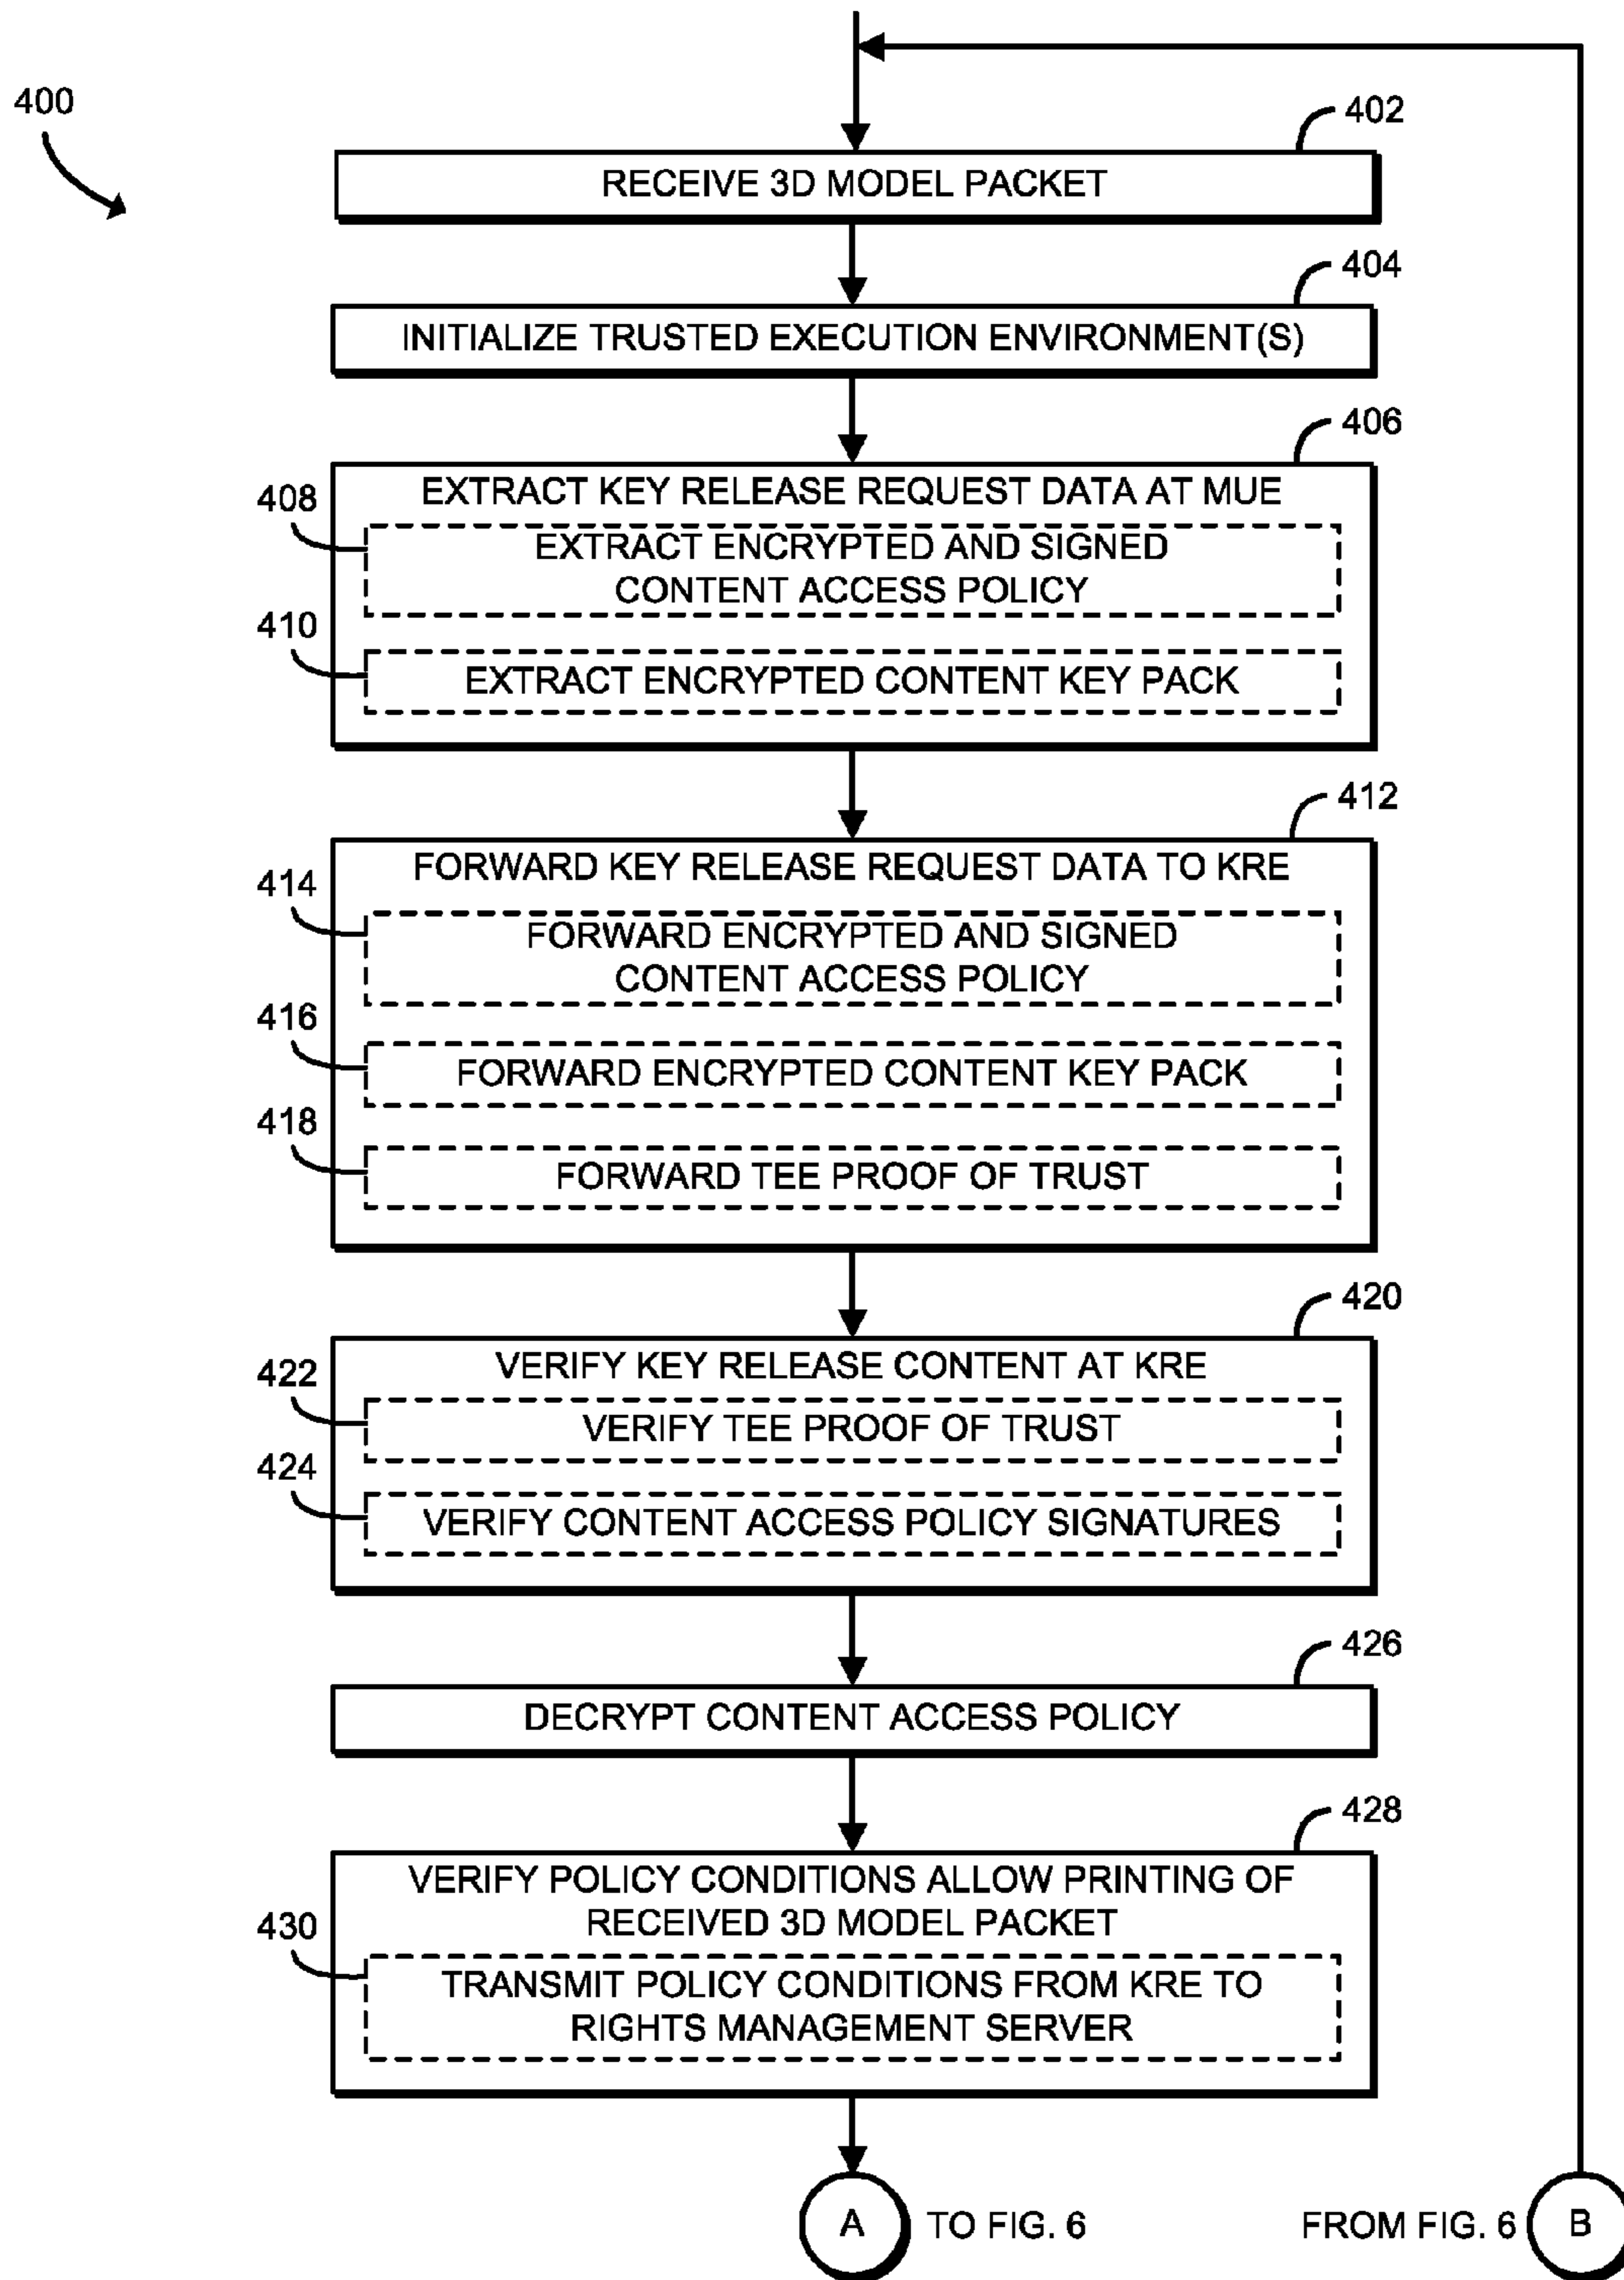 400
402
RECEIVE 3D MODEL PACKET
404
INITIALIZE TRUSTED EXECUTION ENVIRONMENT(S)
406
EXTRACT KEY RELEASE REQUEST DATA AT MUE
408
EXTRACT ENCRYPTED AND SIGNED
CONTENT ACCESS POLICY
410
EXTRACT ENCRYPTED CONTENT KEY PACK
412
FORWARD KEY RELEASE REQUEST DATA TO KRE
414
FORWARD ENCRYPTED AND SIGNED
CONTENT ACCESS POLICY
416
FORWARD ENCRYPTED CONTENT KEY PACK
418
FORWARD TEE PROOF OF TRUST
420
VERIFY KEY RELEASE CONTENT AT KRE
422
VERIFY TEE PROOF OF TRUST
424
VERIFY CONTENT ACCESS POLICY SIGNATURES
426
DECRYPT CONTENT ACCESS POLICY
428
VERIFY POLICY CONDITIONS ALLOW PRINTING OF
RECEIVED 3D MODEL PACKET
430
TRANSMIT POLICY CONDITIONS FROM KRE TO
RIGHTS MANAGEMENT SERVER
A TO FIG. 6
FROM FIG. 6 B